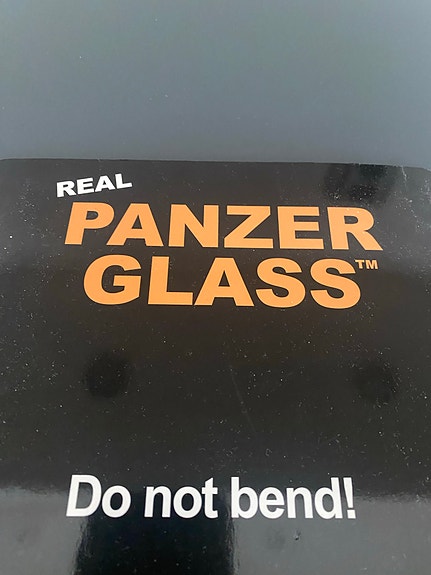 REAL
PANZER
GLASS™
Do not bend!